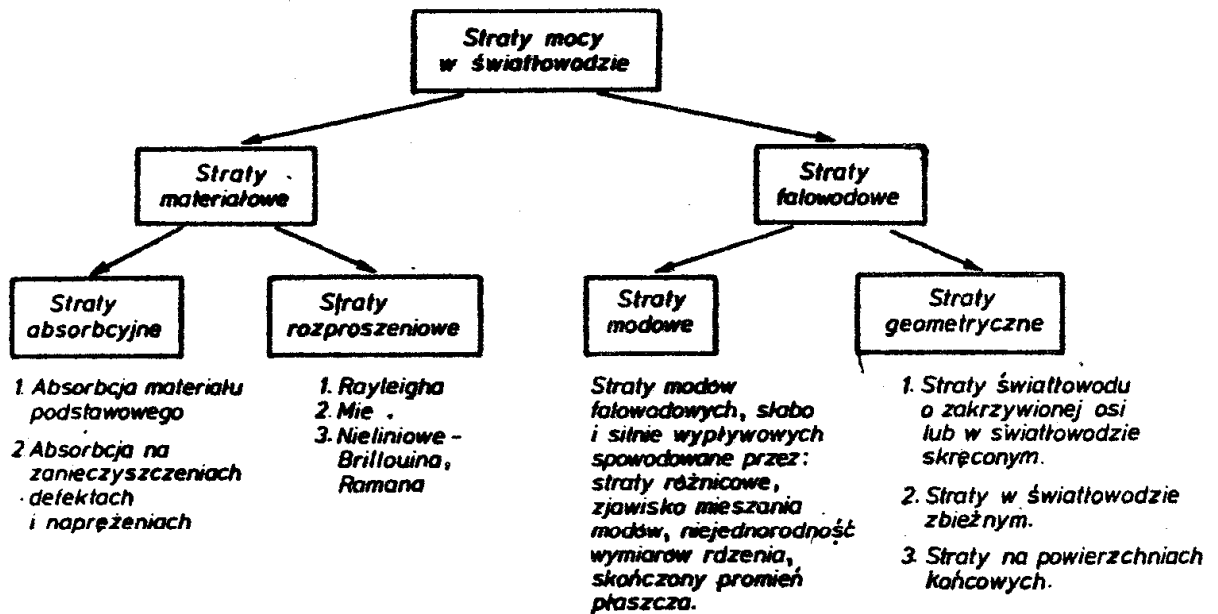 Straty mocy
w światłowodzie
Straty
materiałowe
Straty
falowodowe
Straty
absorbcyjne
Straty
rozproszeniowe
Straty
modowe
Straty
geometryczne
1. Absorbcja materiału
podstawowego
2 Absorbcja na
zanieczyszczeniach
defektach
i naprężeniach
1. Rayleigha
2. Mie.
3. Nieliniowe -
Brillouina,
Ramana
Straty modów
falowodowych, słabo
i silnie wypływowych
spowodowane przez:
straty różnicowe,
zjawisko mieszania
modów, niejednorodność
wymiarów rdzenia,
skończony promień
płaszcza.
1. Straty światłowodu
o zakrzywionej osi
lub w światłowodzie
skręconym.
2. Straty w światłowodzie
zbieżnym.
3. Straty na powierzchniach
końcowych.